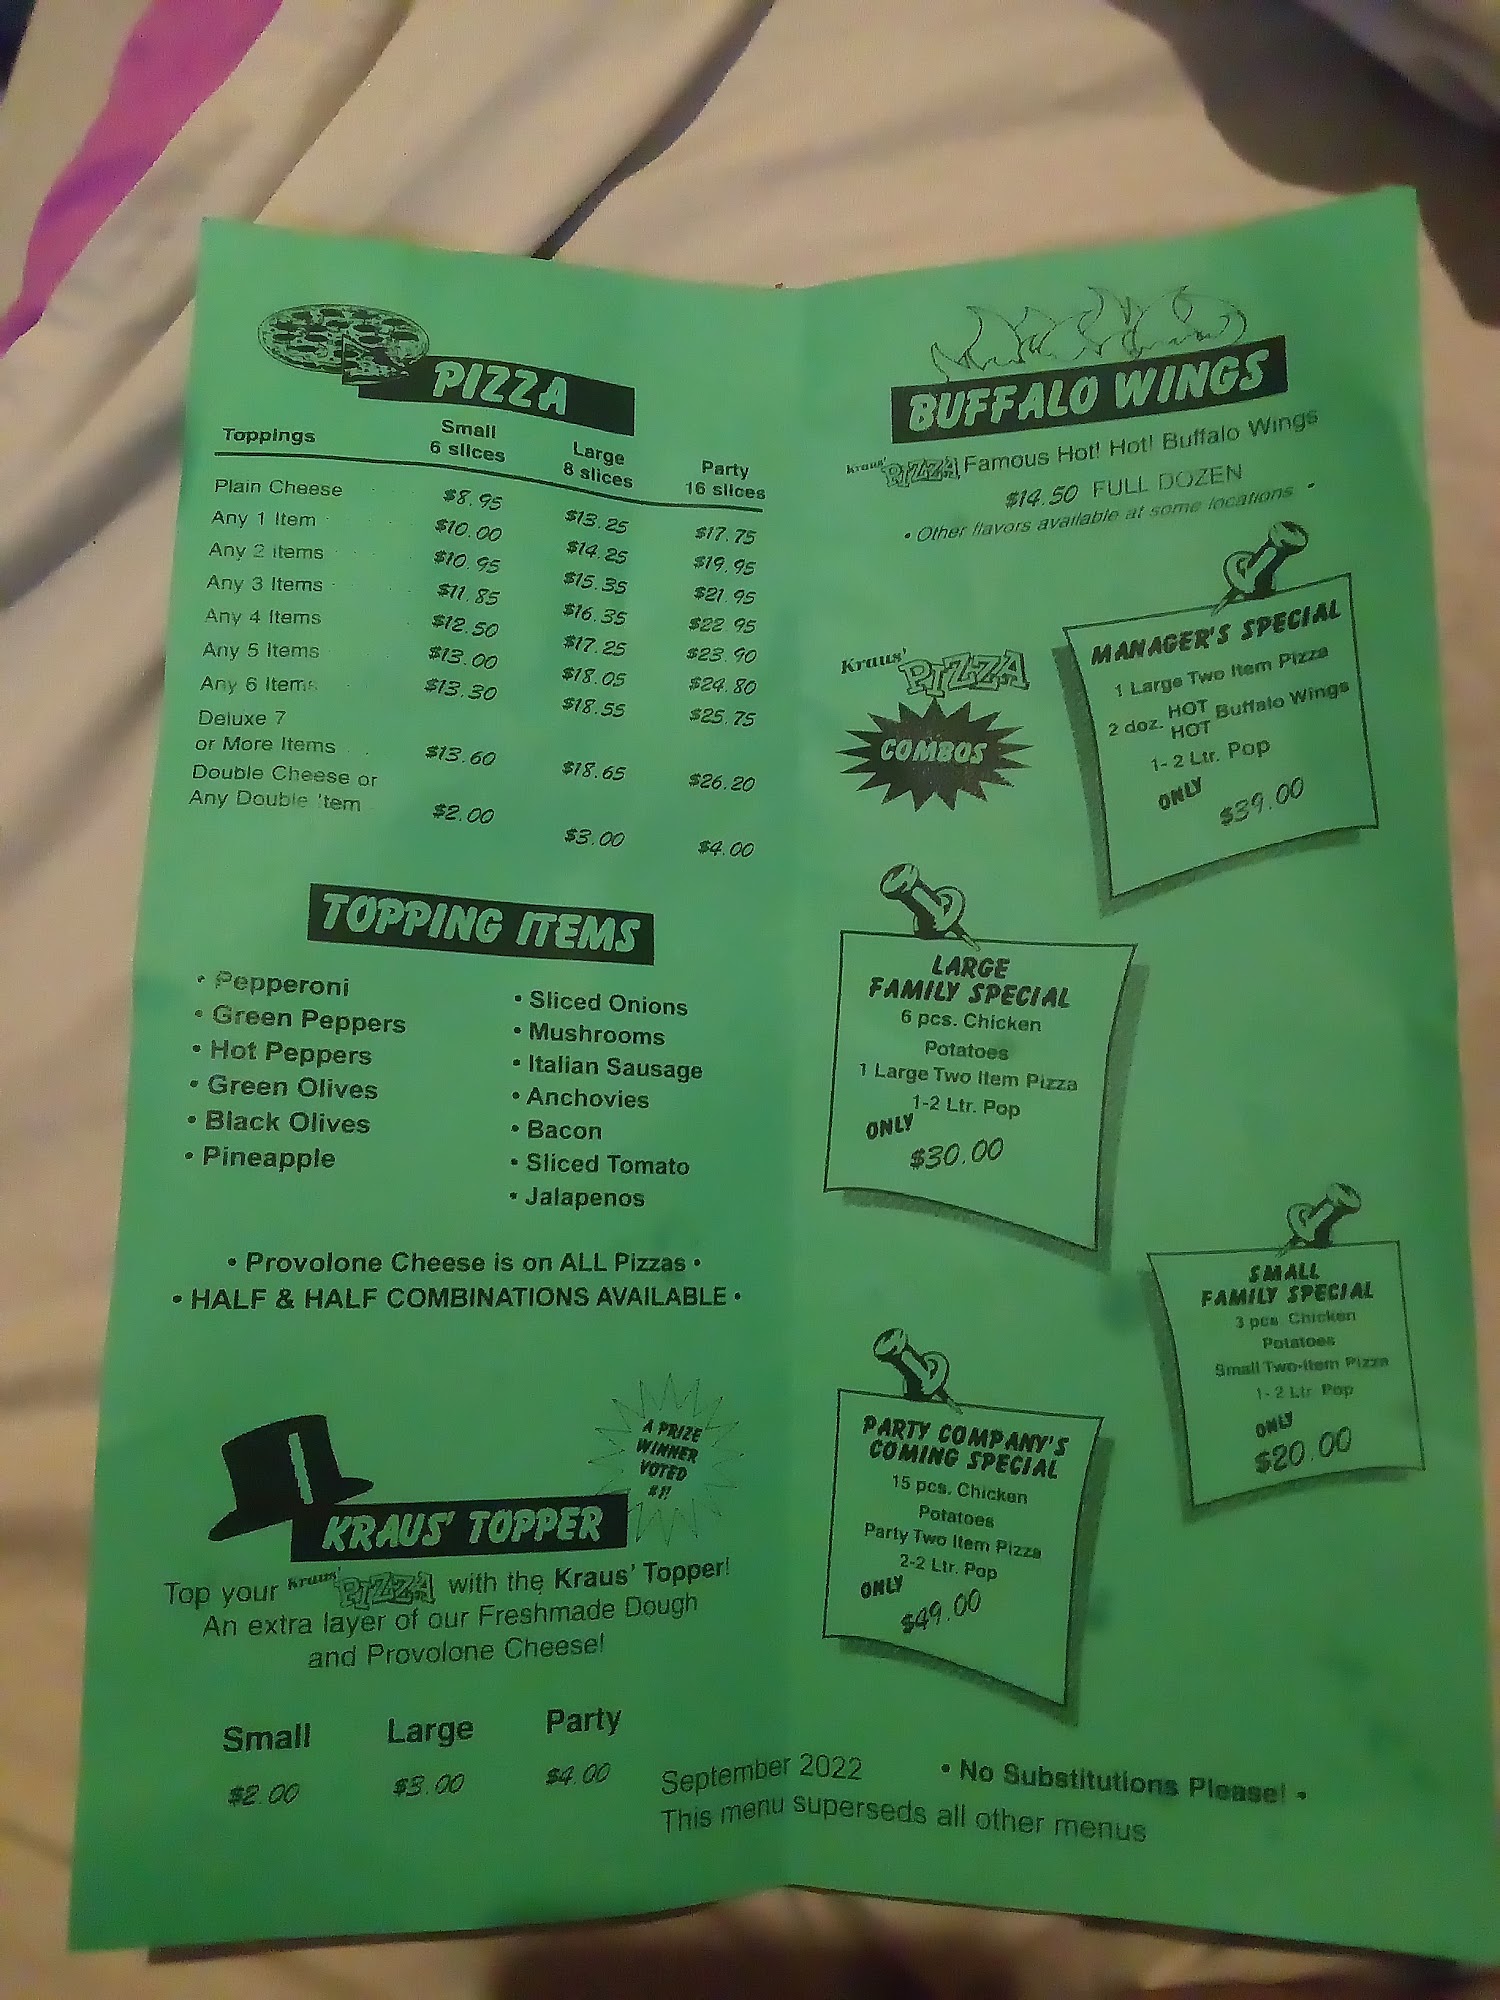 PIZZA
Toppings Small 6 slices Large 8 slices Party 16 slices
Plain Cheese $8.95 $13.25 $17.75
Any 1 Item $10.00 $14.25 $19.95
Any 2 Items $10.95 $15.35 $21.95
Any 3 Items $11.85 $16.35 $22.95
Any 4 Items $12.50 $17.25 $23.90
Any 5 Items $13.00 $18.05 $24.80
Any 6 Items $13.30 $18.55 $25.75
Deluxe 7
or More Items $13.60 $18.65 $26.20
Double Cheese or
Any Double 'tem $2.00 $3.00 $4.00
TOPPING ITEMS
• Pepperoni
• Green Peppers
• Hot Peppers
• Green Olives
• Black Olives
• Pineapple
• Sliced Onions
• Mushrooms
• Italian Sausage
• Anchovies
• Bacon
• Sliced Tomato
• Jalapenos
• Provolone Cheese is on ALL Pizzas •
• HALF & HALF COMBINATIONS AVAILABLE •
A PRIZE
WINNER
VOTED
#1!
KRAUS' TOPPER
Top your Kraus' PIZZA with the Kraus' Topper!
An extra layer of our Freshmade Dough
and Provolone Cheese!
Small Large Party
$2.00 $3.00 $4.00
BUFFALO WINGS
Kraus' PIZZA Famous Hot! Hot! Buffalo Wings
$14.50 FULL DOZEN
• Other flavors available at some locations •
Kraus' PIZZA
COMBOS
MANAGER'S SPECIAL
1 Large Two Item Pizza
2 doz. HOT HOT Buffalo Wings
1- 2 Ltr. Pop
ONLY
$39.00
LARGE
FAMILY SPECIAL
6 pcs. Chicken
Potatoes
1 Large Two Item Pizza
1-2 Ltr. Pop
ONLY
$30.00
SMALL
FAMILY SPECIAL
3 pcs. Chicken
Potatoes
Small Two-Item Pizza
1- 2 Ltr. Pop
ONLY
$20.00
PARTY COMPANY'S
COMING SPECIAL
15 pcs. Chicken
Potatoes
Party Two Item Pizza
2-2 Ltr. Pop
ONLY
$49.00
September 2022
• No Substitutions Please! •
This menu superseds all other menus